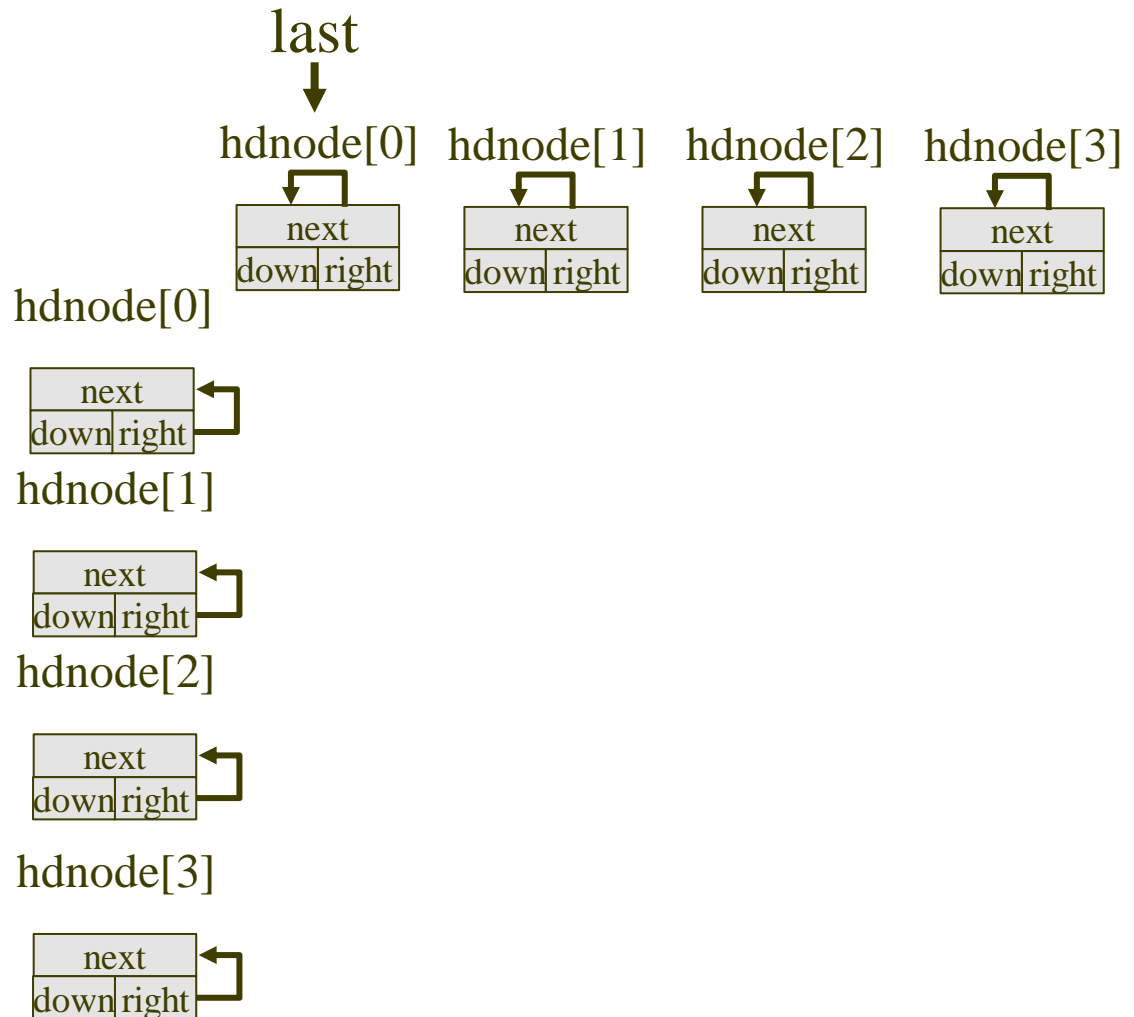 last
hdnode[0] hdnode[1] hdnode[2] hdnode[3]
next next next next
down right down right down right down right
hdnode[0]
next
down right
hdnode[1]
next
down right
hdnode[2]
next
down right
hdnode[3]
next
down right